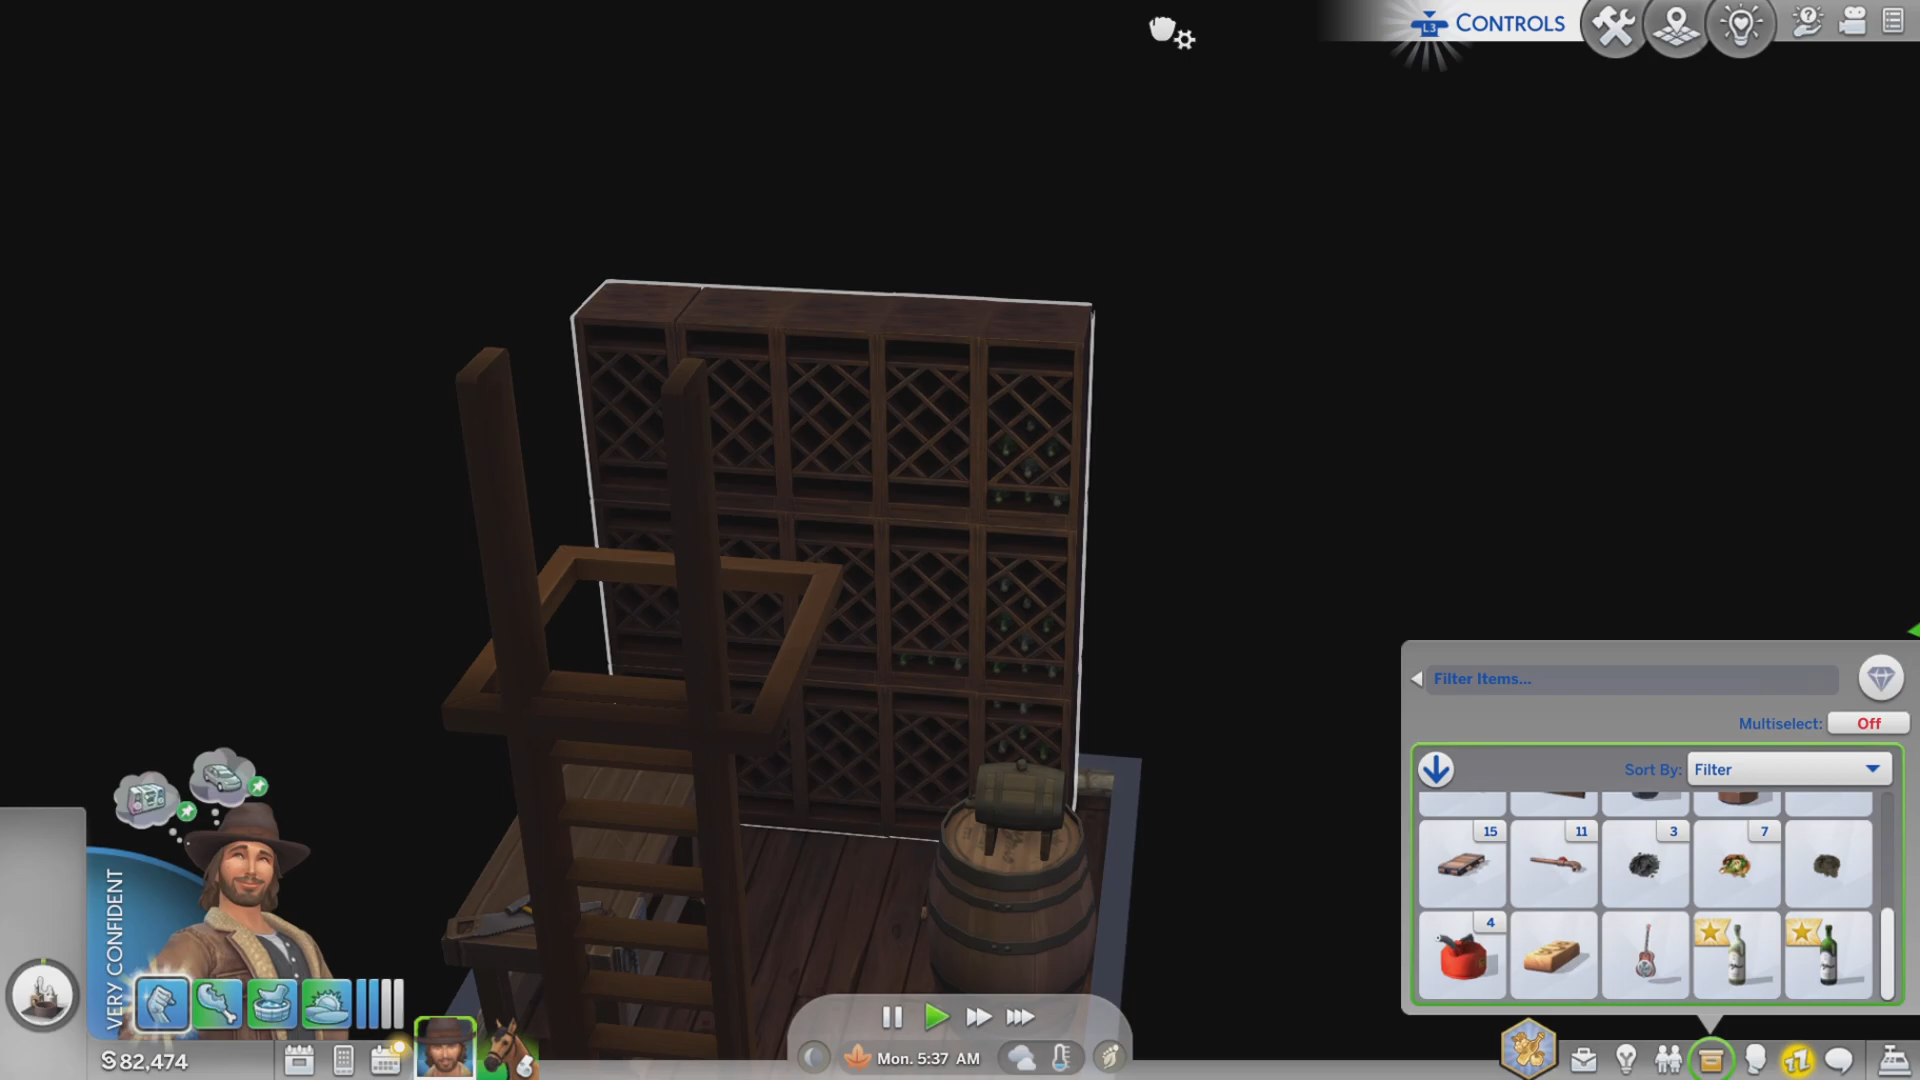 L3 CONTROLS
Filter Items...
Multiselect: Off
Sort By: Filter
15 11 3 7
4
VERY CONFIDENT
§82,474
Mon. 5:37 AM